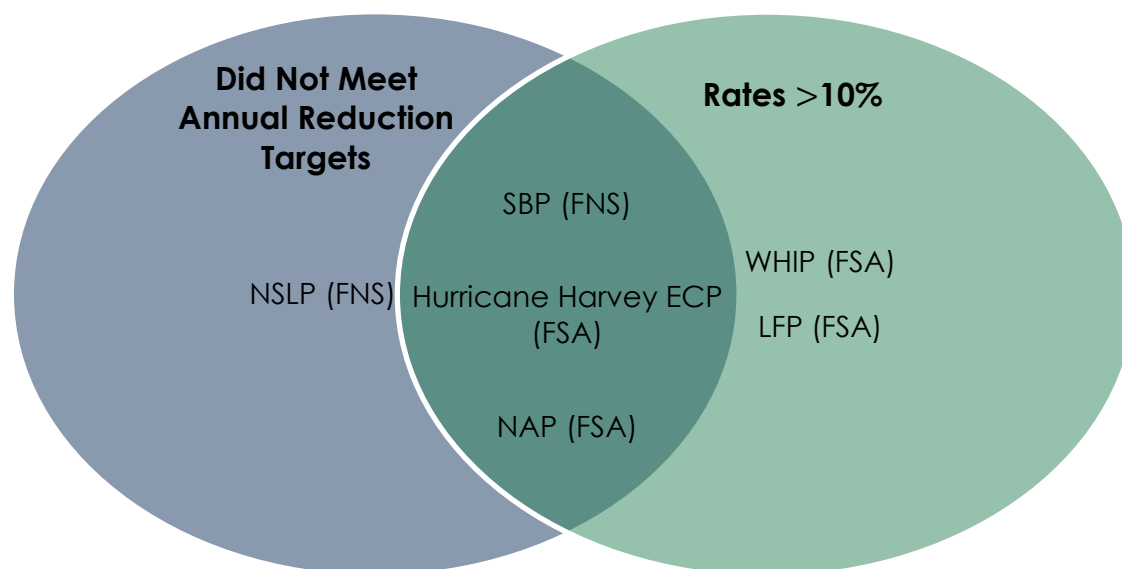 Did Not Meet
Annual Reduction
Targets
Rates >10%
SBP (FNS)
NSLP (FNS)
Hurricane Harvey ECP
(FSA)
NAP (FSA)
WHIP (FSA)
LFP (FSA)